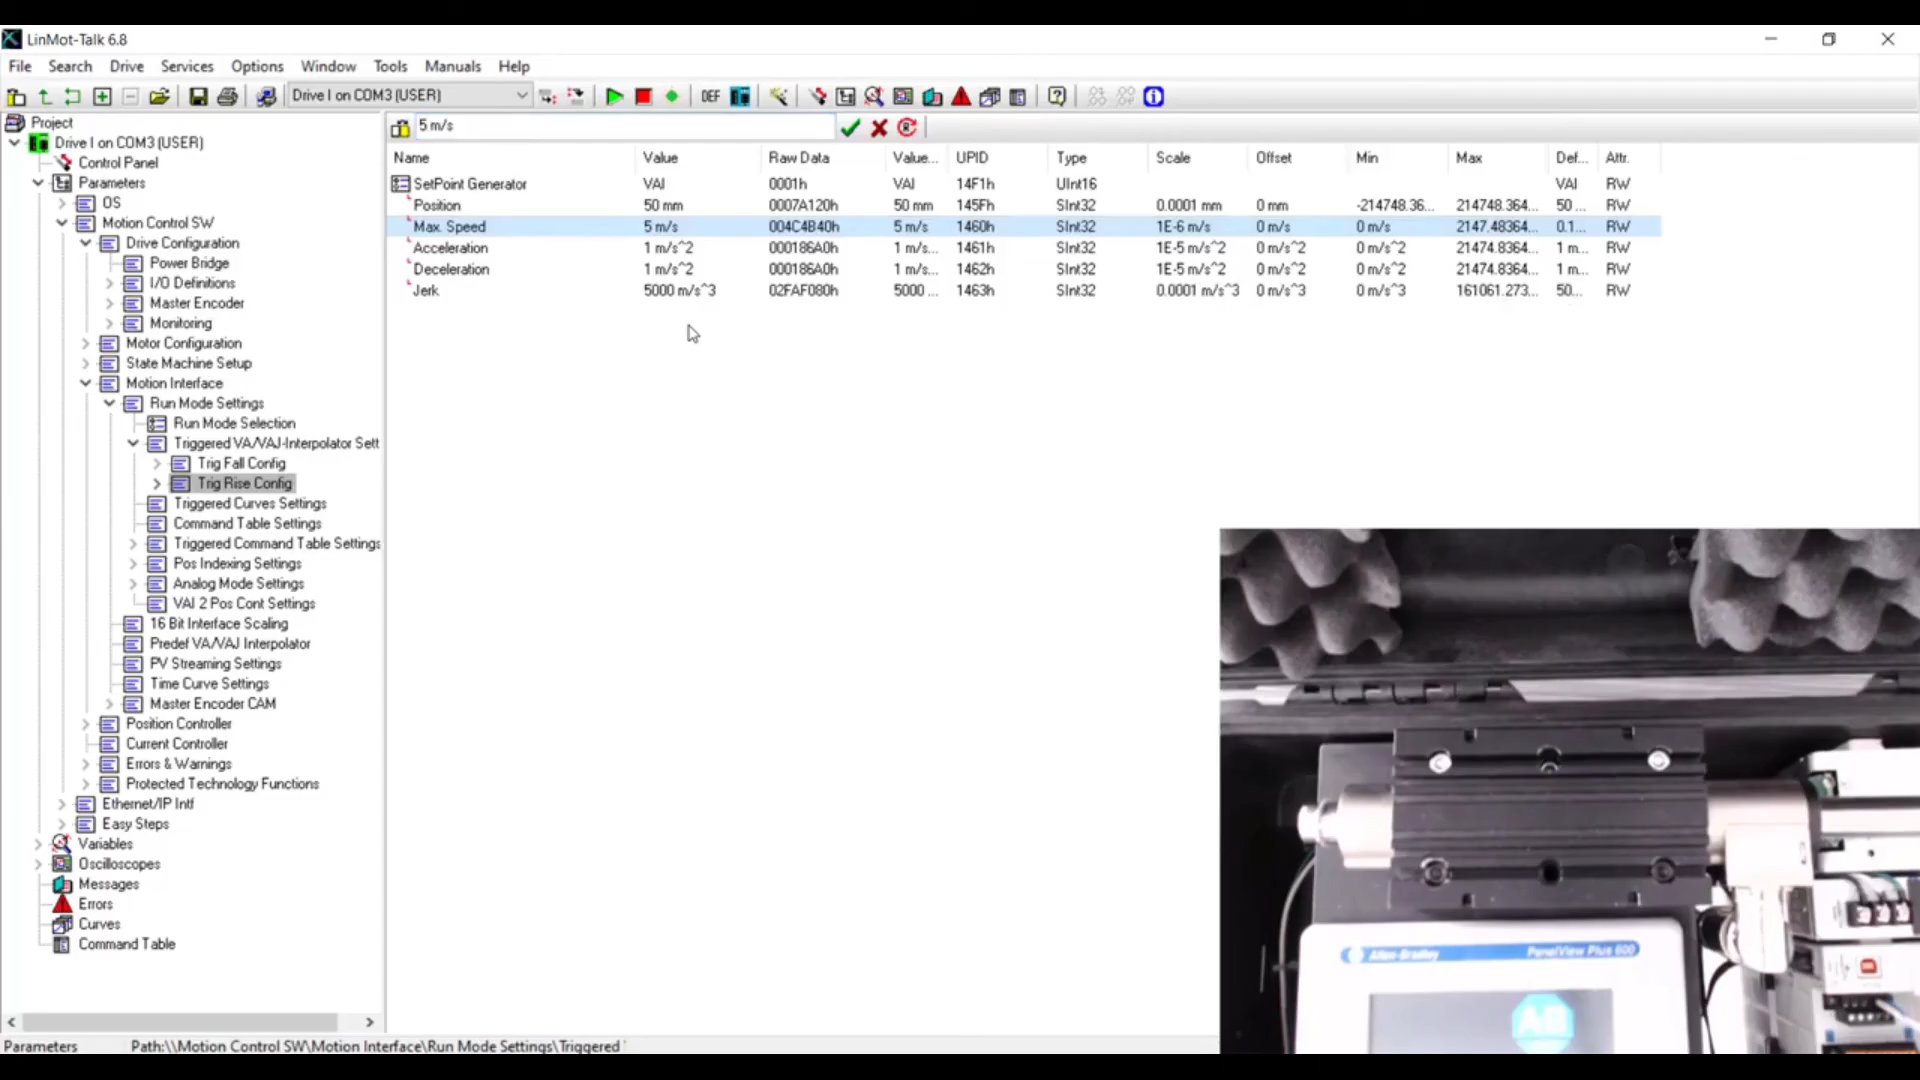 LinMot-Talk 6.8
File Search Drive Services Options Window Tools Manuals Help
Drive I on COM3 (USER)
DEF
Project
Drive I on COM3 (USER)
Control Panel
Parameters
OS
Motion Control SW
Drive Configuration
Power Bridge
I/O Definitions
Master Encoder
Monitoring
Motor Configuration
State Machine Setup
Motion Interface
Run Mode Settings
Run Mode Selection
Triggered VA/VAJ-Interpolator Sett
Trig Fall Config
Trig Rise Config
Triggered Curves Settings
Command Table Settings
Triggered Command Table Settings
Pos Indexing Settings
Analog Mode Settings
VAI 2 Pos Cont Settings
16 Bit Interface Scaling
Predef VA/VAJ Interpolator
PV Streaming Settings
Time Curve Settings
Master Encoder CAM
Position Controller
Current Controller
Errors & Warnings
Protected Technology Functions
Ethernet/IP Intf
Easy Steps
Variables
Oscilloscopes
Messages
Errors
Curves
Command Table
5 m/s
Name Value Raw Data Value... UPID Type Scale Offset Min Max Def... Attr.
SetPoint Generator VAI 0001h VAI 14F1h UInt16 VAI RW
Position 50 mm 0007A120h 50 mm 145Fh SInt32 0.0001 mm 0 mm -214748.36... 214748.364... 50 ... RW
Max. Speed 5 m/s 004C4B40h 5 m/s 1460h SInt32 1E-6 m/s 0 m/s 0 m/s 2147.48364... 0.1... RW
Acceleration 1 m/s^2 000186A0h 1 m/s... 1461h SInt32 1E-5 m/s^2 0 m/s^2 0 m/s^2 21474.8364... 1 m... RW
Deceleration 1 m/s^2 000186A0h 1 m/s... 1462h SInt32 1E-5 m/s^2 0 m/s^2 0 m/s^2 21474.8364... 1 m... RW
Jerk 5000 m/s^3 02FAF080h 5000 ... 1463h SInt32 0.0001 m/s^3 0 m/s^3 0 m/s^3 161061.273... 50... RW
Allen-Bradley PanelView Plus 600
AB
Parameters Path:\\Motion Control SW\Motion Interface\Run Mode Settings\Triggered